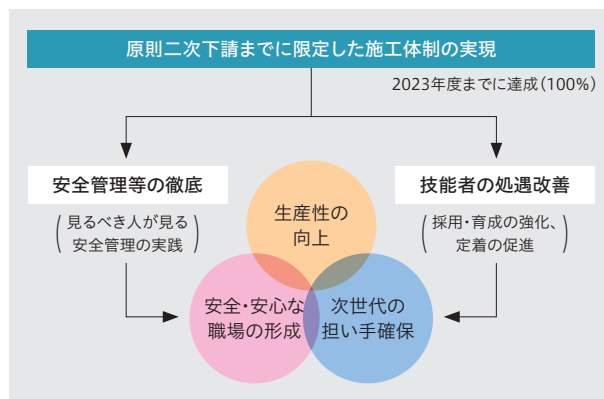 原則二次下請までに限定した施工体制の実現
2023年度までに達成(100%)
安全管理等の徹底
(見るべき人が見る
安全管理の実践)
技能者の処遇改善
(採用・育成の強化、
定着の促進)
生産性の
向上
安全・安心な
職場の形成
次世代の
担い手確保